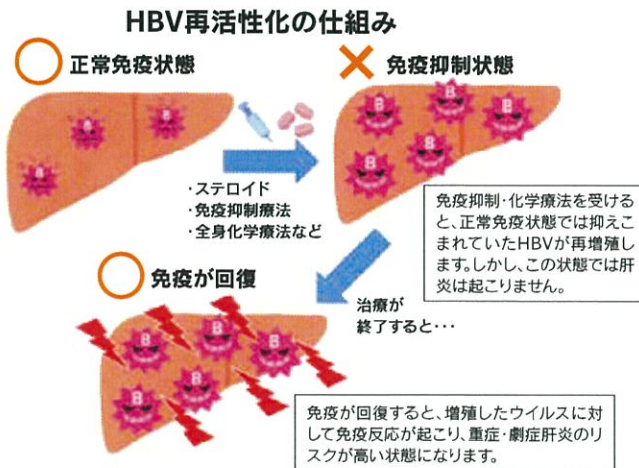 HBV再活性化の仕組み
正常免疫状態
免疫抑制状態
B
B
B
B
B
B
B
B
・ステロイド
・免疫抑制療法
・全身化学療法など
免疫抑制・化学療法を受ける
と、正常免疫状態では抑えこ
まれていたHBVが再増殖し
ます。しかし、この状態では肝
炎は起こりません。
免疫が回復
治療が
終了すると・・・
B
B
B
B
B
免疫が回復すると、増殖したウイルスに対
して免疫反応が起こり、重症・劇症肝炎のリ
スクが高い状態になります。